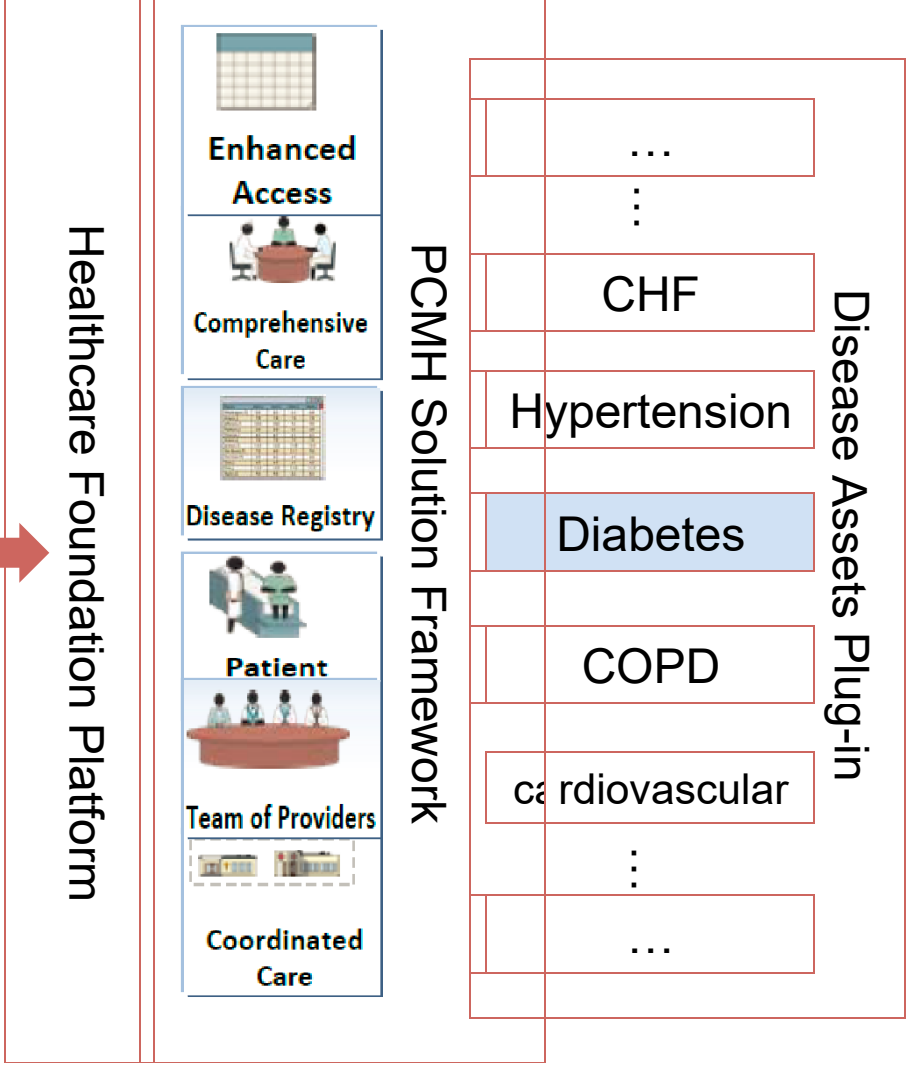 Healthcare Foundation Platform
Enhanced
Access
Comprehensive
Care
Disease Registry
Patient
Team of Providers
Coordinated
Care
PCMH Solution Framework
...
...
CHF
Hypertension
Diabetes
COPD
cardiovascular
...
...
Disease Assets Plug-in